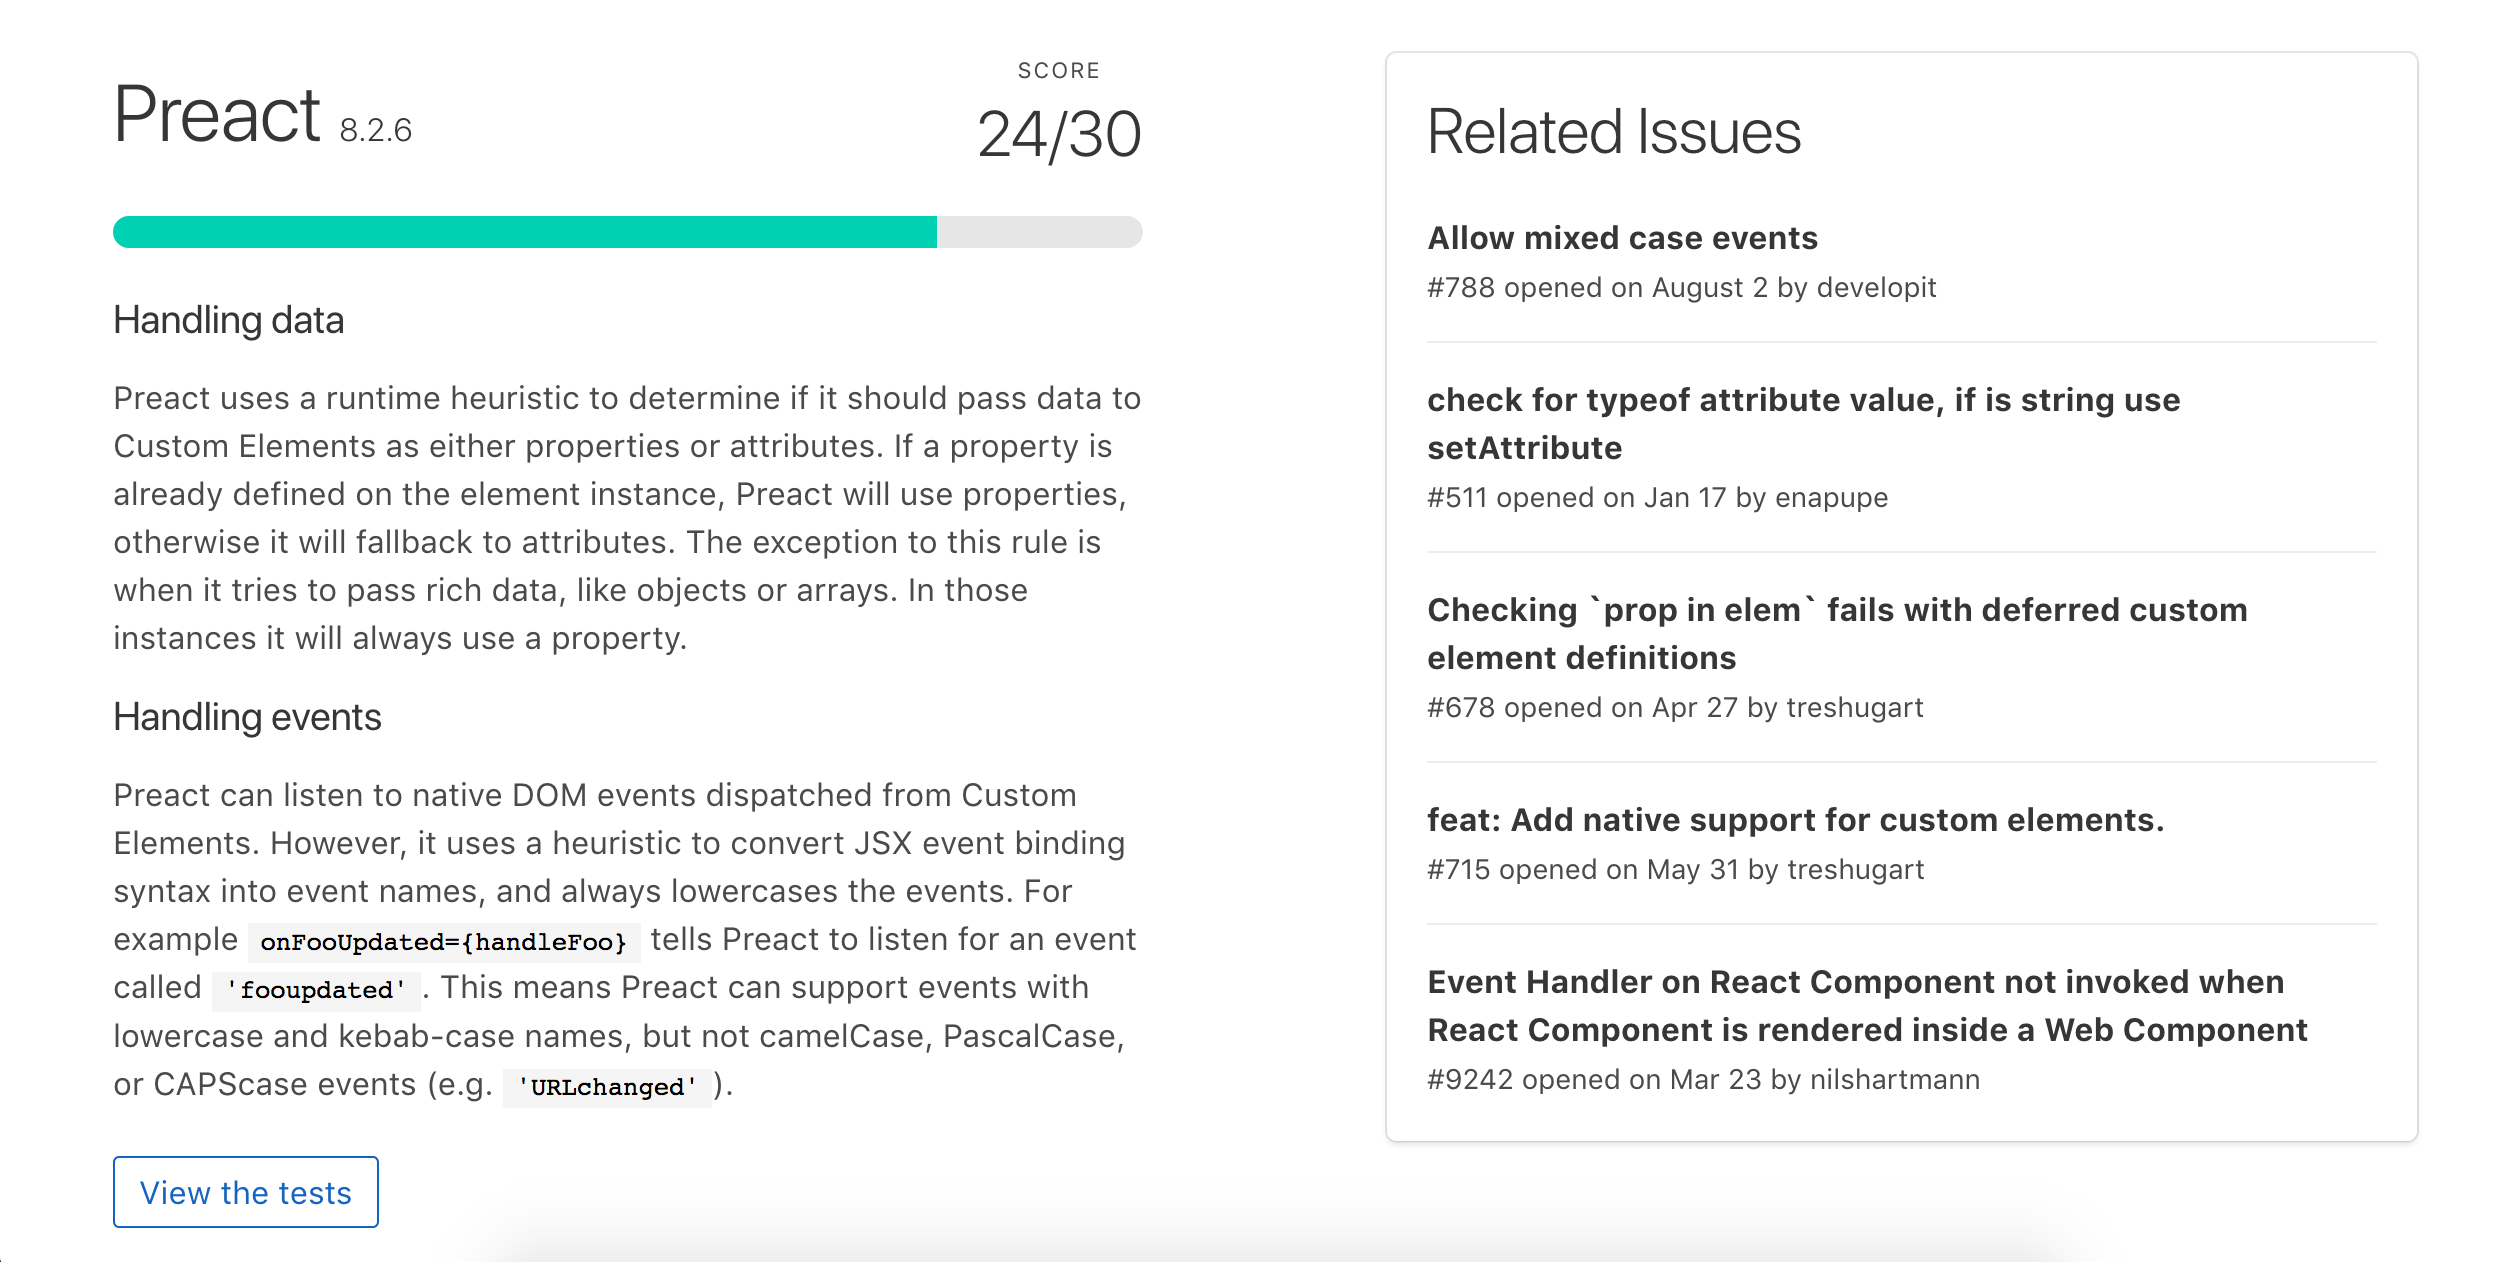 Preact 8.2.6
SCORE
24/30
Handling data
Preact uses a runtime heuristic to determine if it should pass data to
Custom Elements as either properties or attributes. If a property is
already defined on the element instance, Preact will use properties,
otherwise it will fallback to attributes. The exception to this rule is
when it tries to pass rich data, like objects or arrays. In those
instances it will always use a property.
Handling events
Preact can listen to native DOM events dispatched from Custom
Elements. However, it uses a heuristic to convert JSX event binding
syntax into event names, and always lowercases the events. For
example onFooUpdated={handleFoo} tells Preact to listen for an event
called 'fooupdated'. This means Preact can support events with
lowercase and kebab-case names, but not camelCase, PascalCase,
or CAPScase events (e.g. 'URLchanged').
View the tests
Related Issues
Allow mixed case events
#788 opened on August 2 by developit
check for typeof attribute value, if is string use
setAttribute
#511 opened on Jan 17 by enapupe
Checking `prop in elem` fails with deferred custom
element definitions
#678 opened on Apr 27 by treshugart
feat: Add native support for custom elements.
#715 opened on May 31 by treshugart
Event Handler on React Component not invoked when
React Component is rendered inside a Web Component
#9242 opened on Mar 23 by nilshartmann